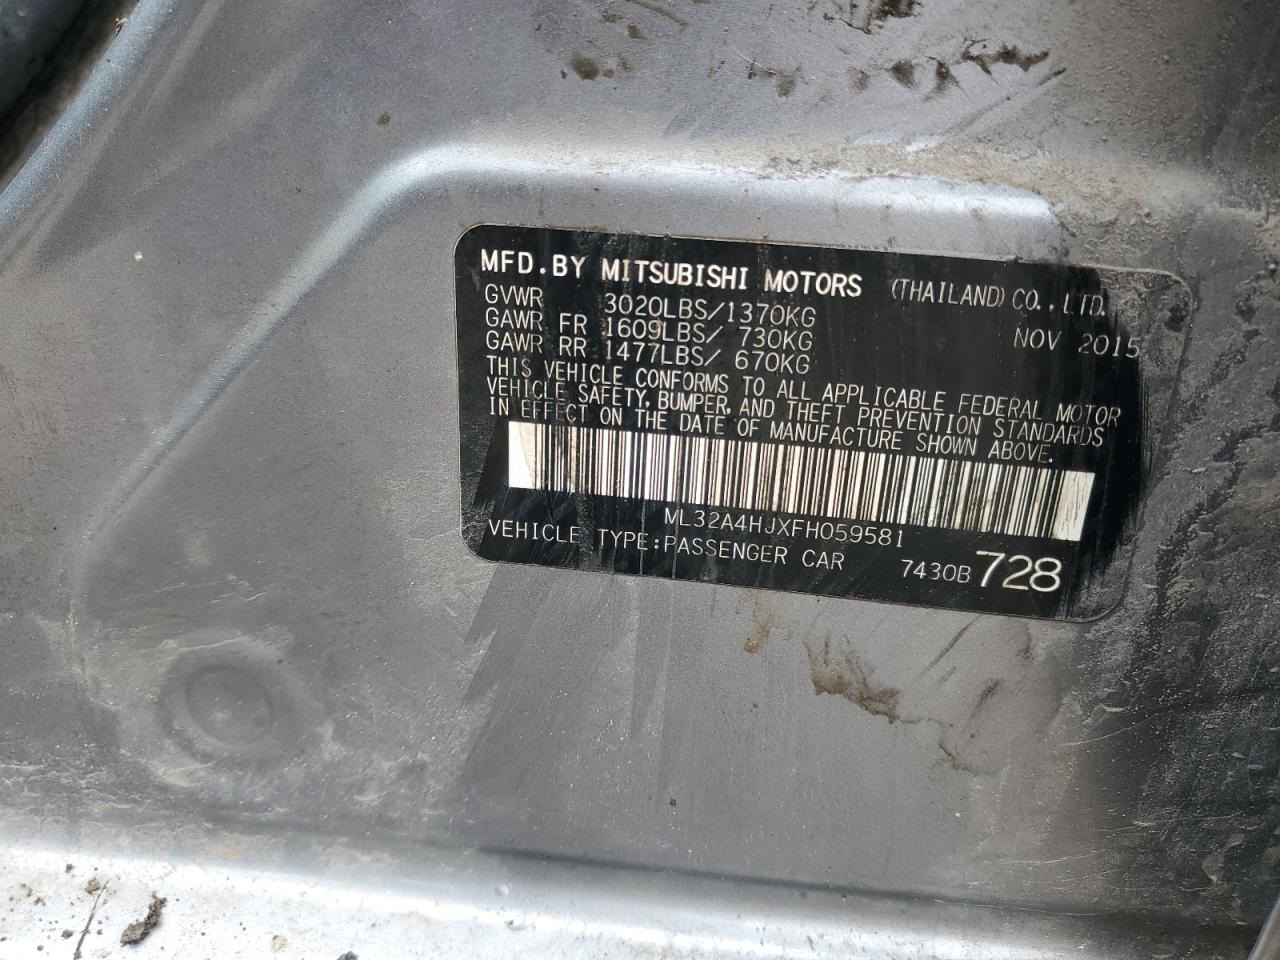 MFD.BY MITSUBISHI MOTORS (THAILAND) CO., LTD.
GVWR 3020LBS/1370KG NOV 2015
GAWR FR 1609LBS/ 730KG
GAWR RR 1477LBS/ 670KG
THIS VEHICLE CONFORMS TO ALL APPLICABLE FEDERAL MOTOR
VEHICLE SAFETY, BUMPER, AND THEFT PREVENTION STANDARDS
IN EFFECT ON THE DATE OF MANUFACTURE SHOWN ABOVE.
ML32A4HJXFH059581
VEHICLE TYPE:PASSENGER CAR 7430B 728